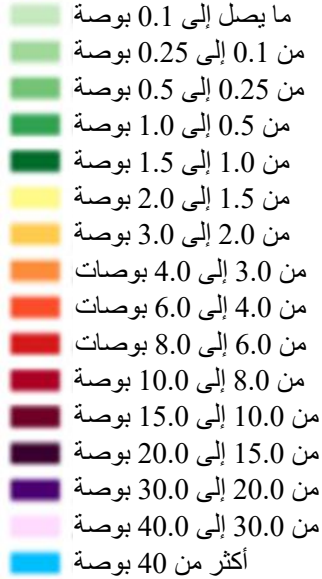 ما يصل إلى 0.1 بوصة
من 0.1 إلى 0.25 بوصة
من 0.25 إلى 0.5 بوصة
من 0.5 إلى 1.0 بوصة
من 1.0 إلى 1.5 بوصة
من 1.5 إلى 2.0 بوصة
من 2.0 إلى 3.0 بوصة
من 3.0 إلى 4.0 بوصات
من 4.0 إلى 6.0 بوصات
من 6.0 إلى 8.0 بوصات
من 8.0 إلى 10.0 بوصة
من 10.0 إلى 15.0 بوصة
من 15.0 إلى 20.0 بوصة
من 20.0 إلى 30.0 بوصة
من 30.0 إلى 40.0 بوصة
أكثر من 40 بوصة